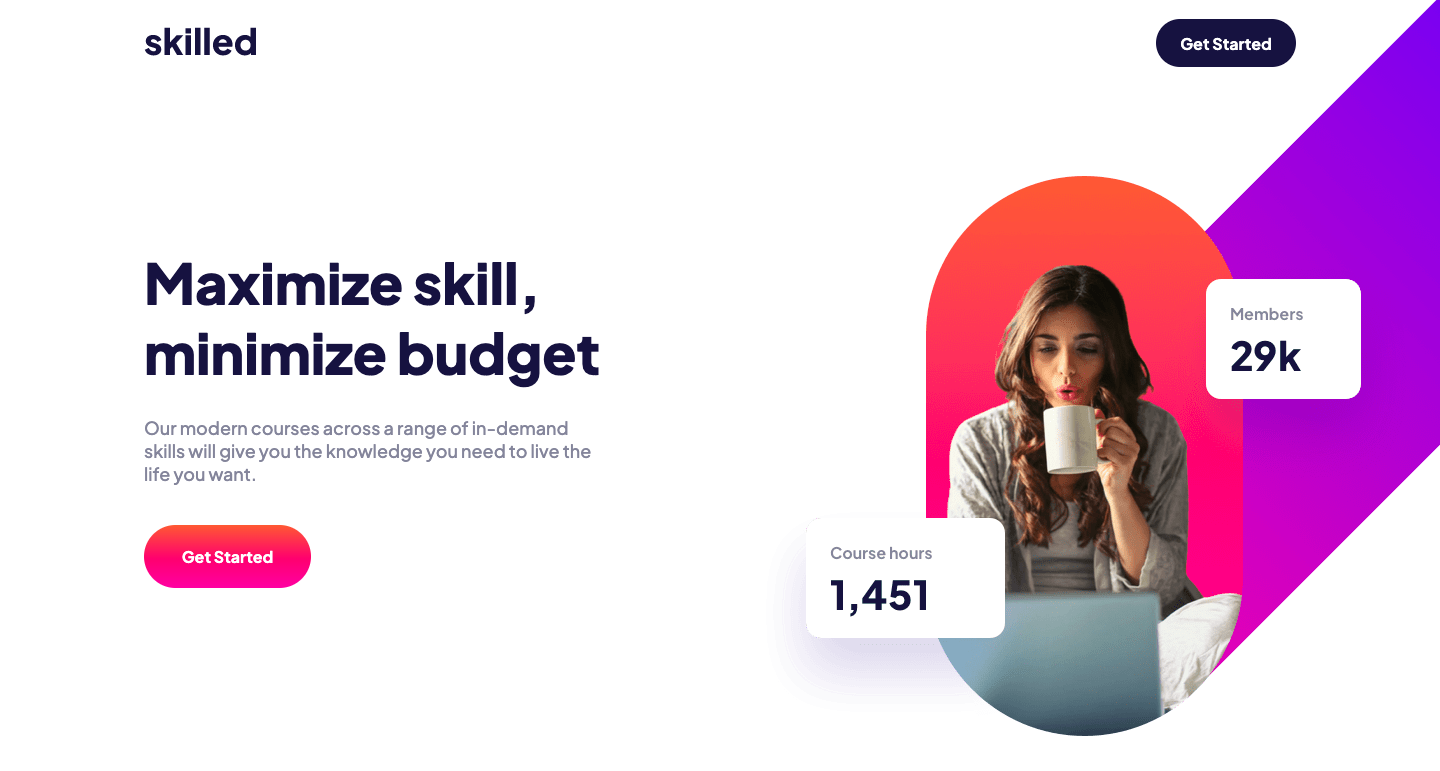 skilled
Get Started
Maximize skill,
minimize budget
Our modern courses across a range of in-demand
skills will give you the knowledge you need to live the
life you want.
Get Started
Members
29k
Course hours
1,451